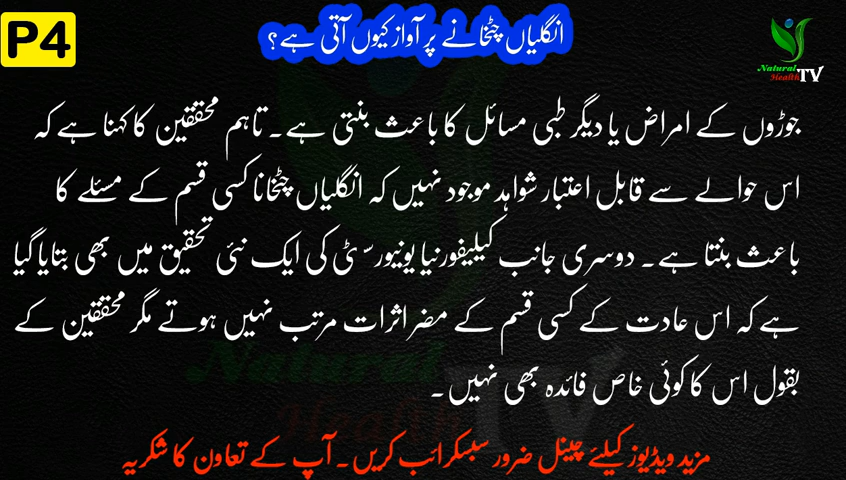 P4
انگلیاں چٹخانے پر آواز کیوں آتی ہے؟
Natural
Health TV
جوڑوں کے امراض یا دیگر طبی مسائل کا باعث بنتی ہے۔ تاہم محققین کا کہنا ہے کہ
اس حوالے سے قابل اعتبار شواہد موجود نہیں کہ انگلیاں چٹخانا کسی قسم کے مسئلے کا
باعث بنتا ہے۔ دوسری جانب کیلیفورنیا یونیورسٹی کی ایک نئی تحقیق میں بھی بتایا گیا
ہے کہ اس عادت کے کسی قسم کے مضر اثرات مرتب نہیں ہوتے مگر محققین کے
بقول اس کا کوئی خاص فائدہ بھی نہیں۔
Natural
Health TV
مزید ویڈیوز کیلئے چینل ضرور سبسکرائب کریں۔ آپ کے تعاون کا شکریہ